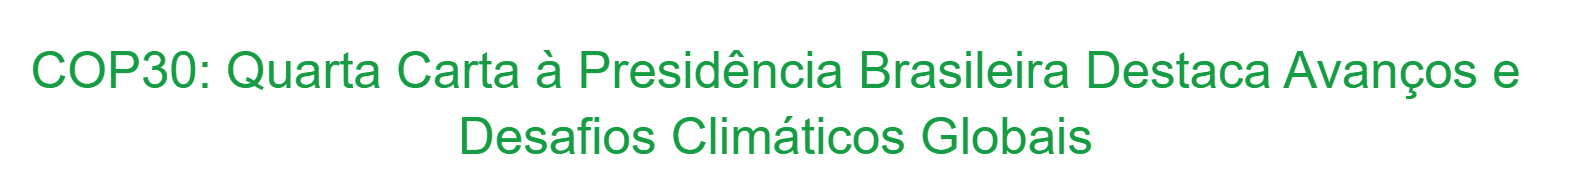 COP30: Quarta Carta à Presidência Brasileira Destaca Avanços e
Desafios Climáticos Globais